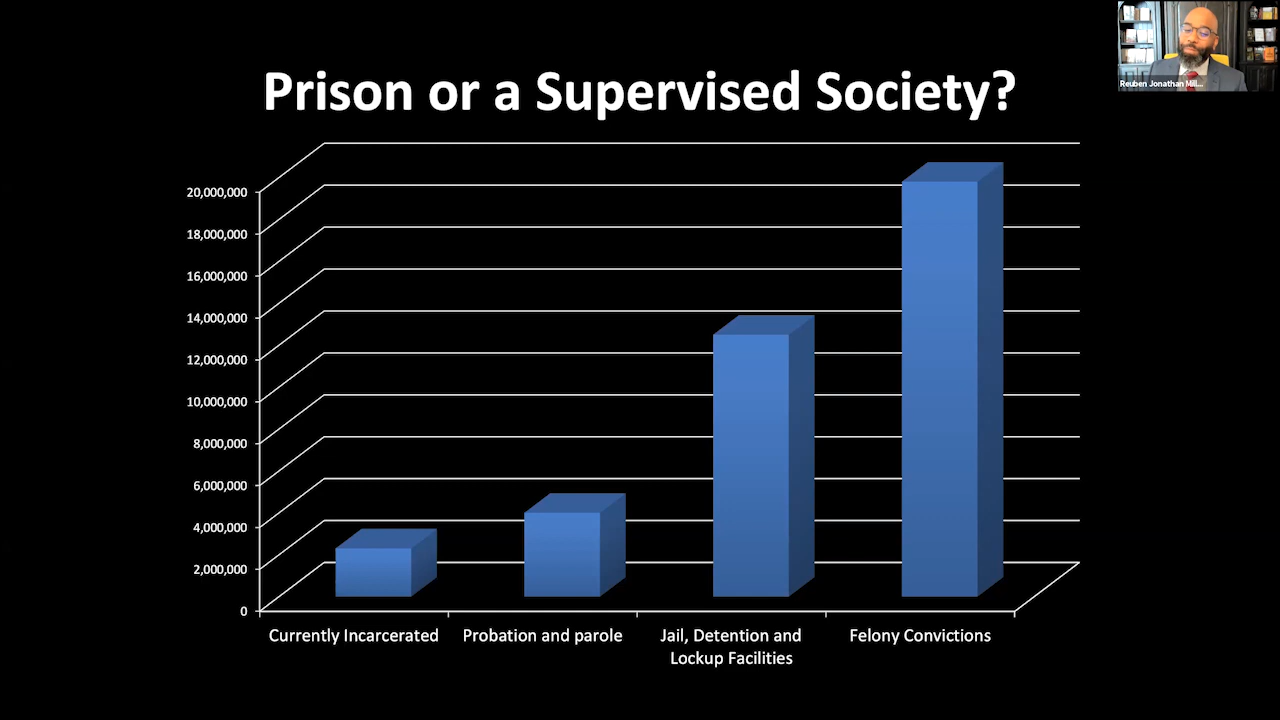 Prison or a Supervised Society?
Reuben Jonathan Mil...
20,000,000
18,000,000
16,000,000
14,000,000
12,000,000
10,000,000
8,000,000
6,000,000
4,000,000
2,000,000
0
Currently Incarcerated
Probation and parole
Jail, Detention and
Lockup Facilities
Felony Convictions